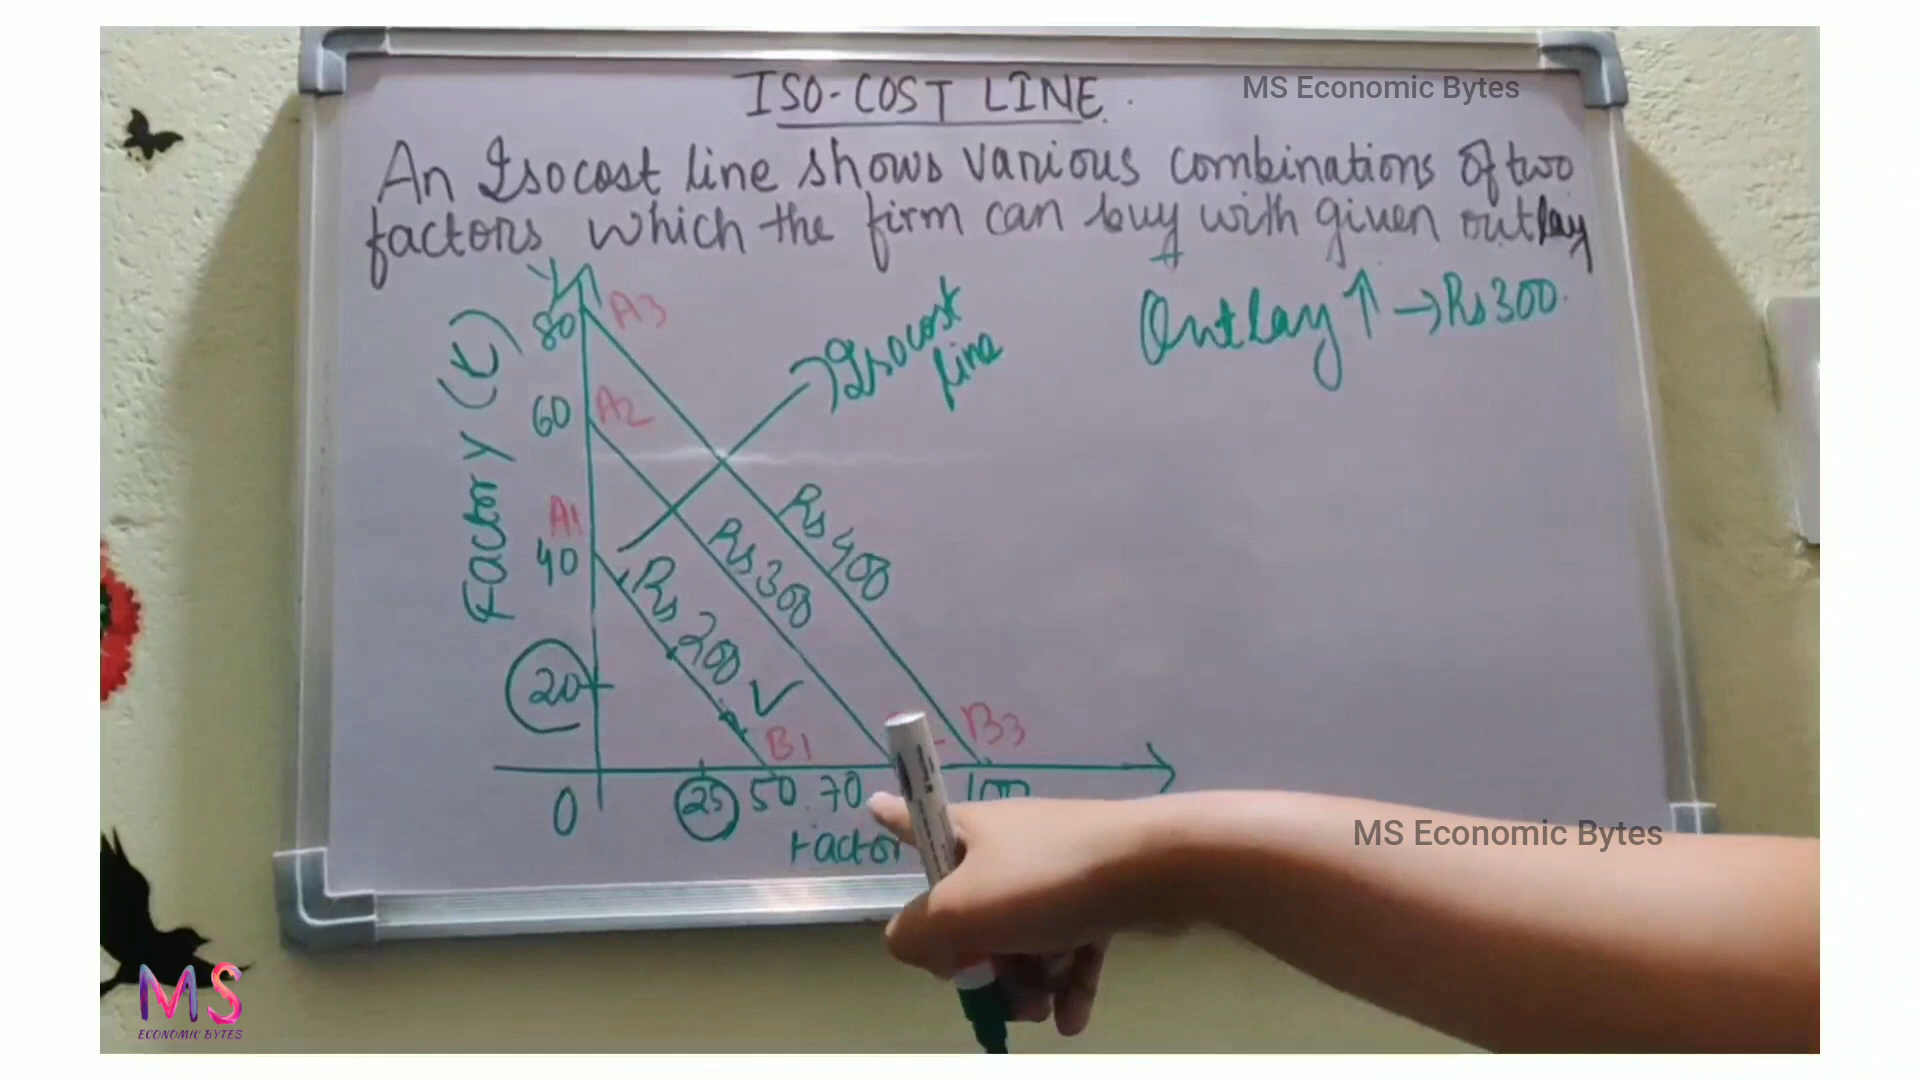 ISO-COST LINE.
MS Economic Bytes
An Isocost line shows various combinations of two
factors which the firm can buy with given outlay
Outlay ↑ → Rs 300.
Y
80
A3
Isocost
line
60
A2
A1
40
20
Factory (t)
Rs 400
Rs 300
Rs 200 ✓
B1
B3
0
25
50
70
100
Factor
MS Economic Bytes
MS
ECONOMIC BYTES